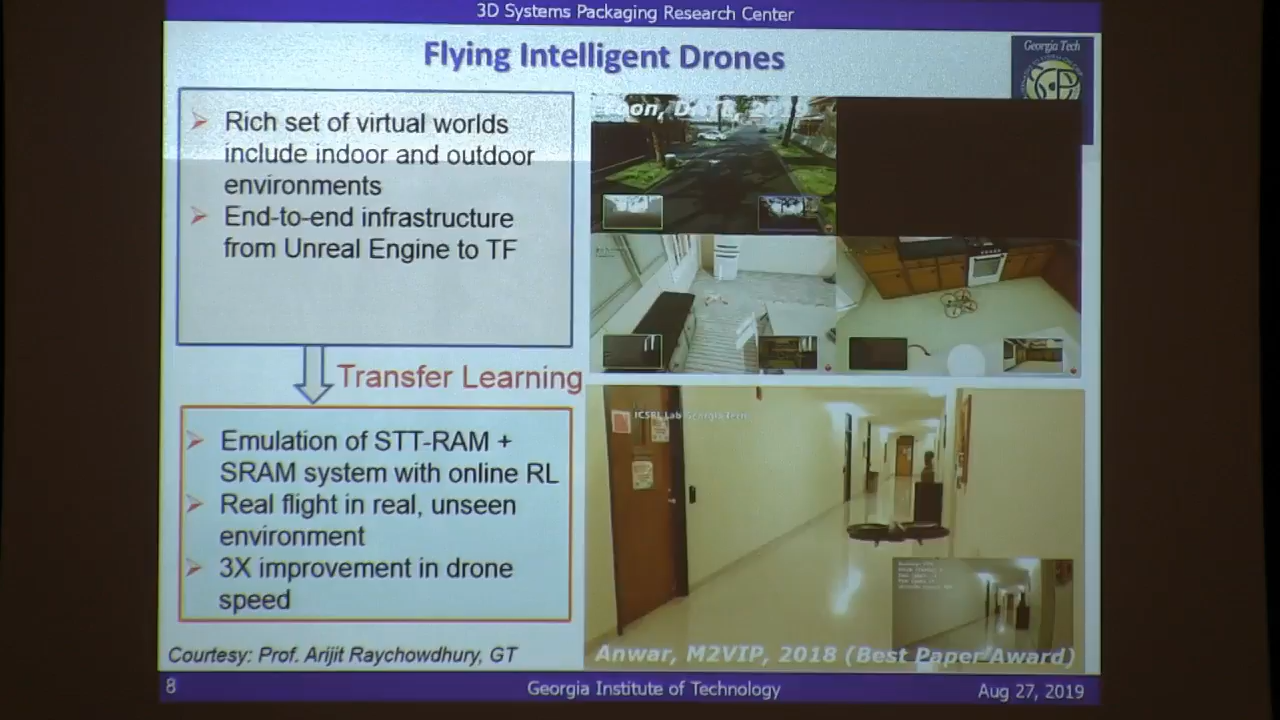 3D Systems Packaging Research Center
Flying Intelligent Drones
Georgia Tech
➢ Rich set of virtual worlds
include indoor and outdoor
environments
➢ End-to-end infrastructure
from Unreal Engine to TF
Transfer Learning
➢ Emulation of STT-RAM +
SRAM system with online RL
➢ Real flight in real, unseen
environment
➢ 3X improvement in drone
speed
ICSRL Lab Georgia Tech
Anwar, M2VIP, 2018 (Best Paper Award)
Courtesy: Prof. Arijit Raychowdhury, GT
8
Georgia Institute of Technology
Aug 27, 2019